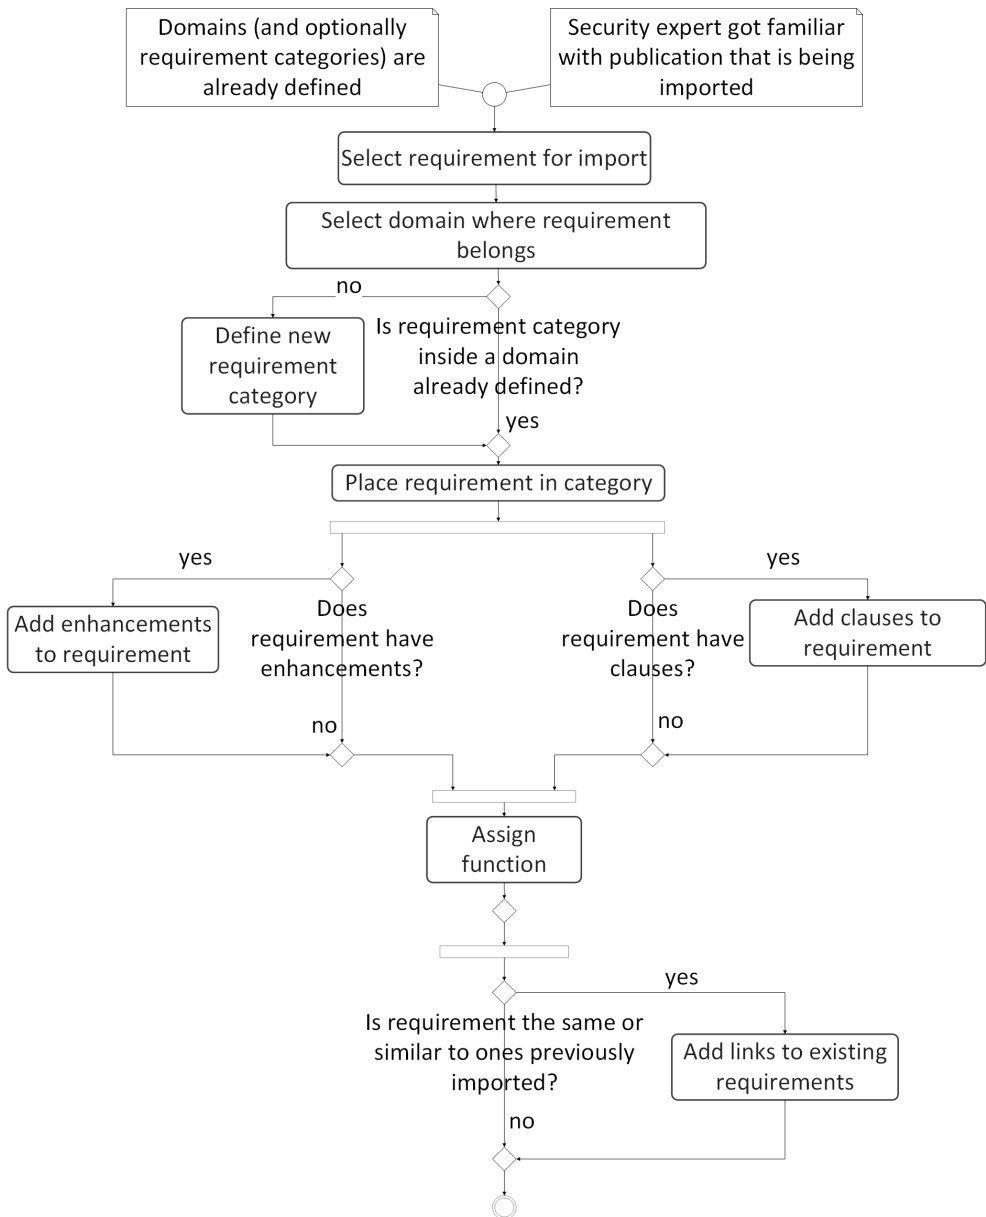 Domains (and optionally
requirement categories) are
already defined
Security expert got familiar
with publication that is being
imported
Select requirement for import
Select domain where requirement
belongs
no
Define new
requirement
category
Is requirement category
inside a domain
already defined?
yes
Place requirement in category
yes
Add enhancements
to requirement
Does
requirement have
enhancements?
no
yes
Does
requirement have
clauses?
Add clauses to
requirement
no
Assign
function
yes
Is requirement the same or
similar to ones previously
imported?
Add links to existing
requirements
no